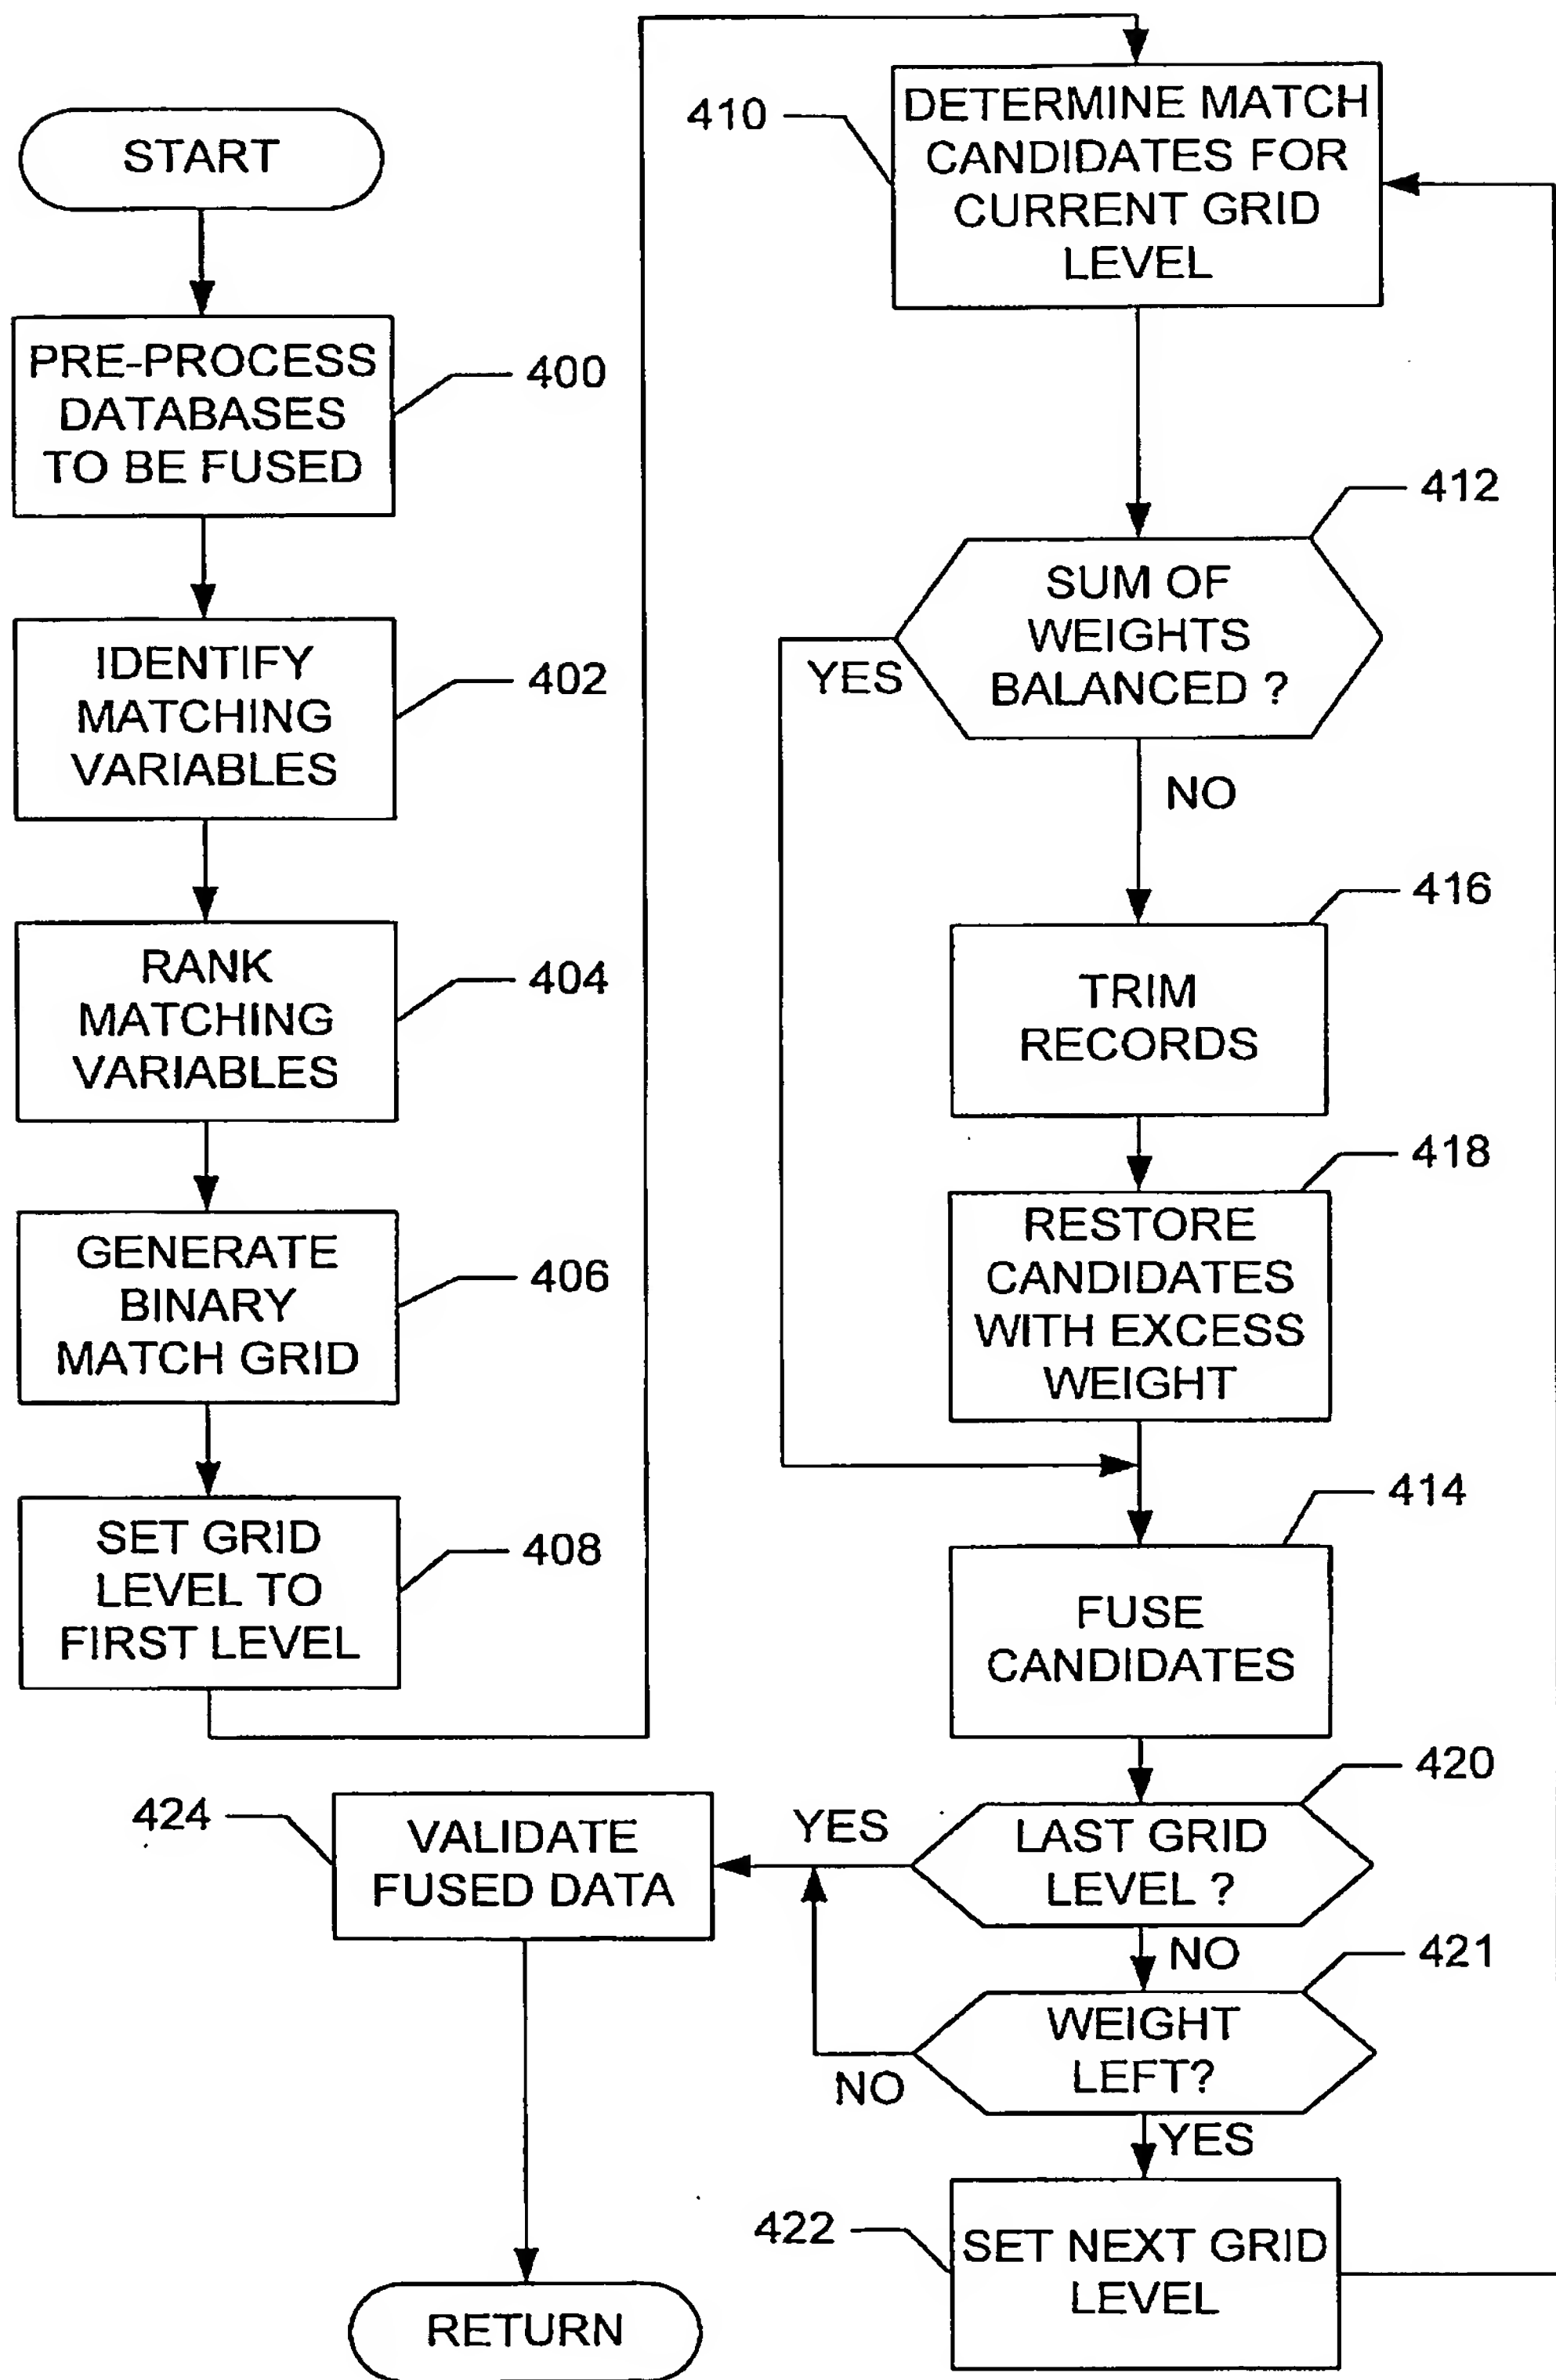 START
PRE-PROCESS
DATABASES
TO BE FUSED
400
IDENTIFY
MATCHING
VARIABLES
402
RANK
MATCHING
VARIABLES
404
GENERATE
BINARY
MATCH GRID
406
SET GRID
LEVEL TO
FIRST LEVEL
408
410
DETERMINE MATCH
CANDIDATES FOR
CURRENT GRID
LEVEL
412
SUM OF
WEIGHTS
BALANCED ?
YES
NO
416
TRIM
RECORDS
418
RESTORE
CANDIDATES
WITH EXCESS
WEIGHT
414
FUSE
CANDIDATES
420
LAST GRID
LEVEL ?
YES
NO
421
WEIGHT
LEFT?
NO
YES
422
SET NEXT GRID
LEVEL
424
VALIDATE
FUSED DATA
RETURN